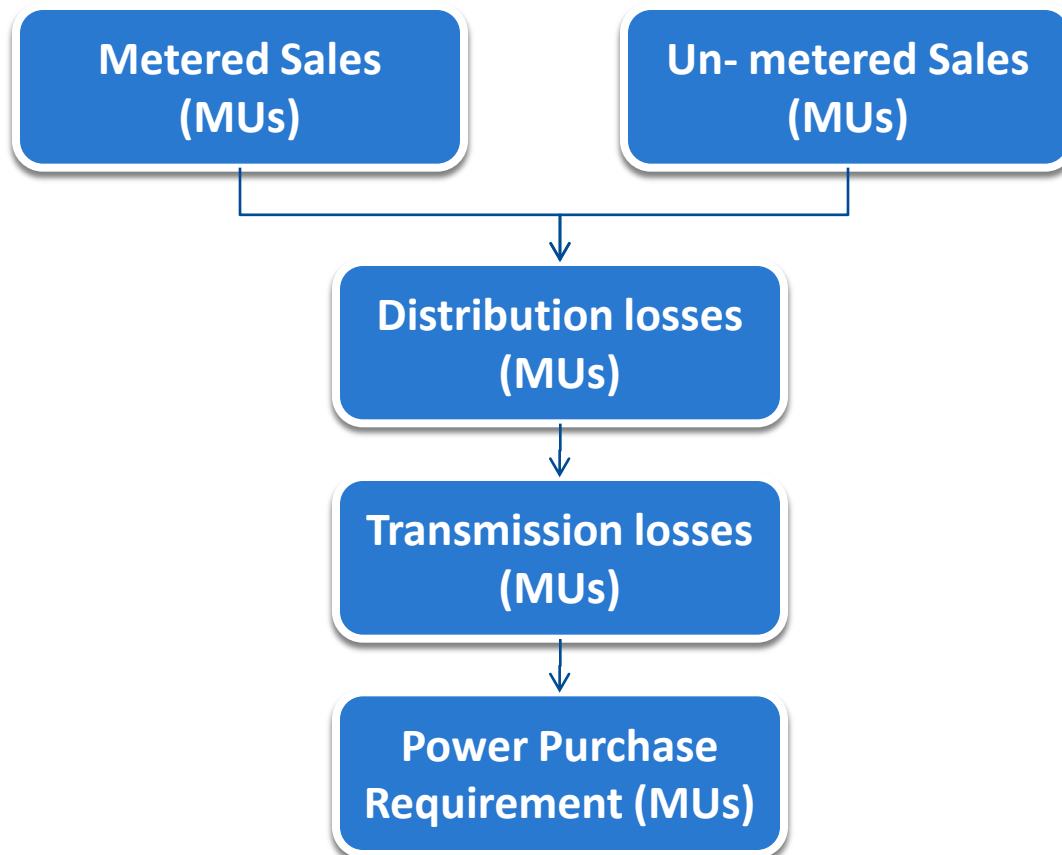 Metered Sales
(MUs)
Un- metered Sales
(MUs)
Distribution losses
(MUs)
Transmission losses
(MUs)
Power Purchase
Requirement (MUs)